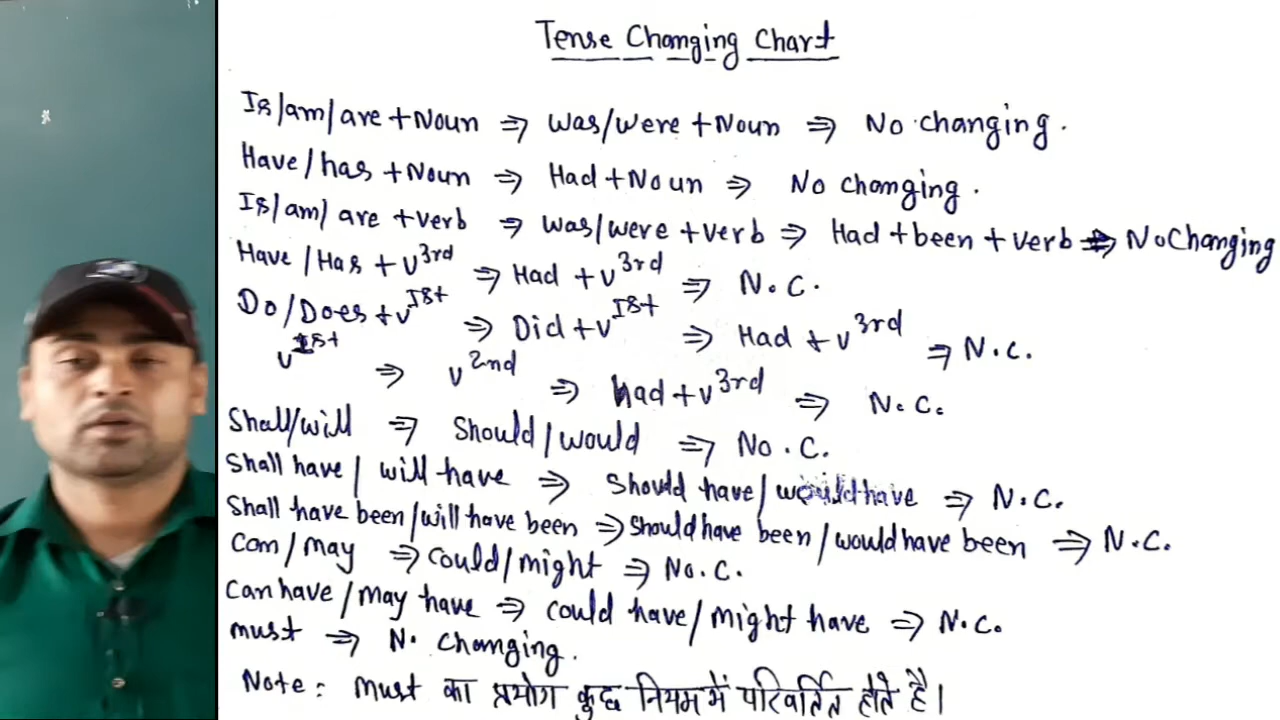 Tense Changing Chart
Is/am/are + Noun ⇒ was/were + Noun ⇒ No changing.
Have/has + Noun ⇒ Had + Noun ⇒ No changing.
Is/am/are + verb ⇒ was/were + verb ⇒ Had + been + verb ⇒ No Changing
Have/Has + V3rd ⇒ Had + V3rd ⇒ N.C.
Do/Does + VIst ⇒ Did + VIst ⇒ Had + V3rd ⇒ N.C.
VIst ⇒ V2nd ⇒ had + V3rd ⇒ N.C.
Shall/will ⇒ Should/would ⇒ No.C.
Shall have/will have ⇒ Should have/would have ⇒ N.C.
Shall have been/will have been ⇒ Should have been/would have been ⇒ N.C.
Can/may ⇒ could/might ⇒ No.C.
Can have/may have ⇒ could have/might have ⇒ N.C.
must ⇒ N. Changing.
Note: must का प्रयोग कुछ नियम में परिवर्तित होते है।